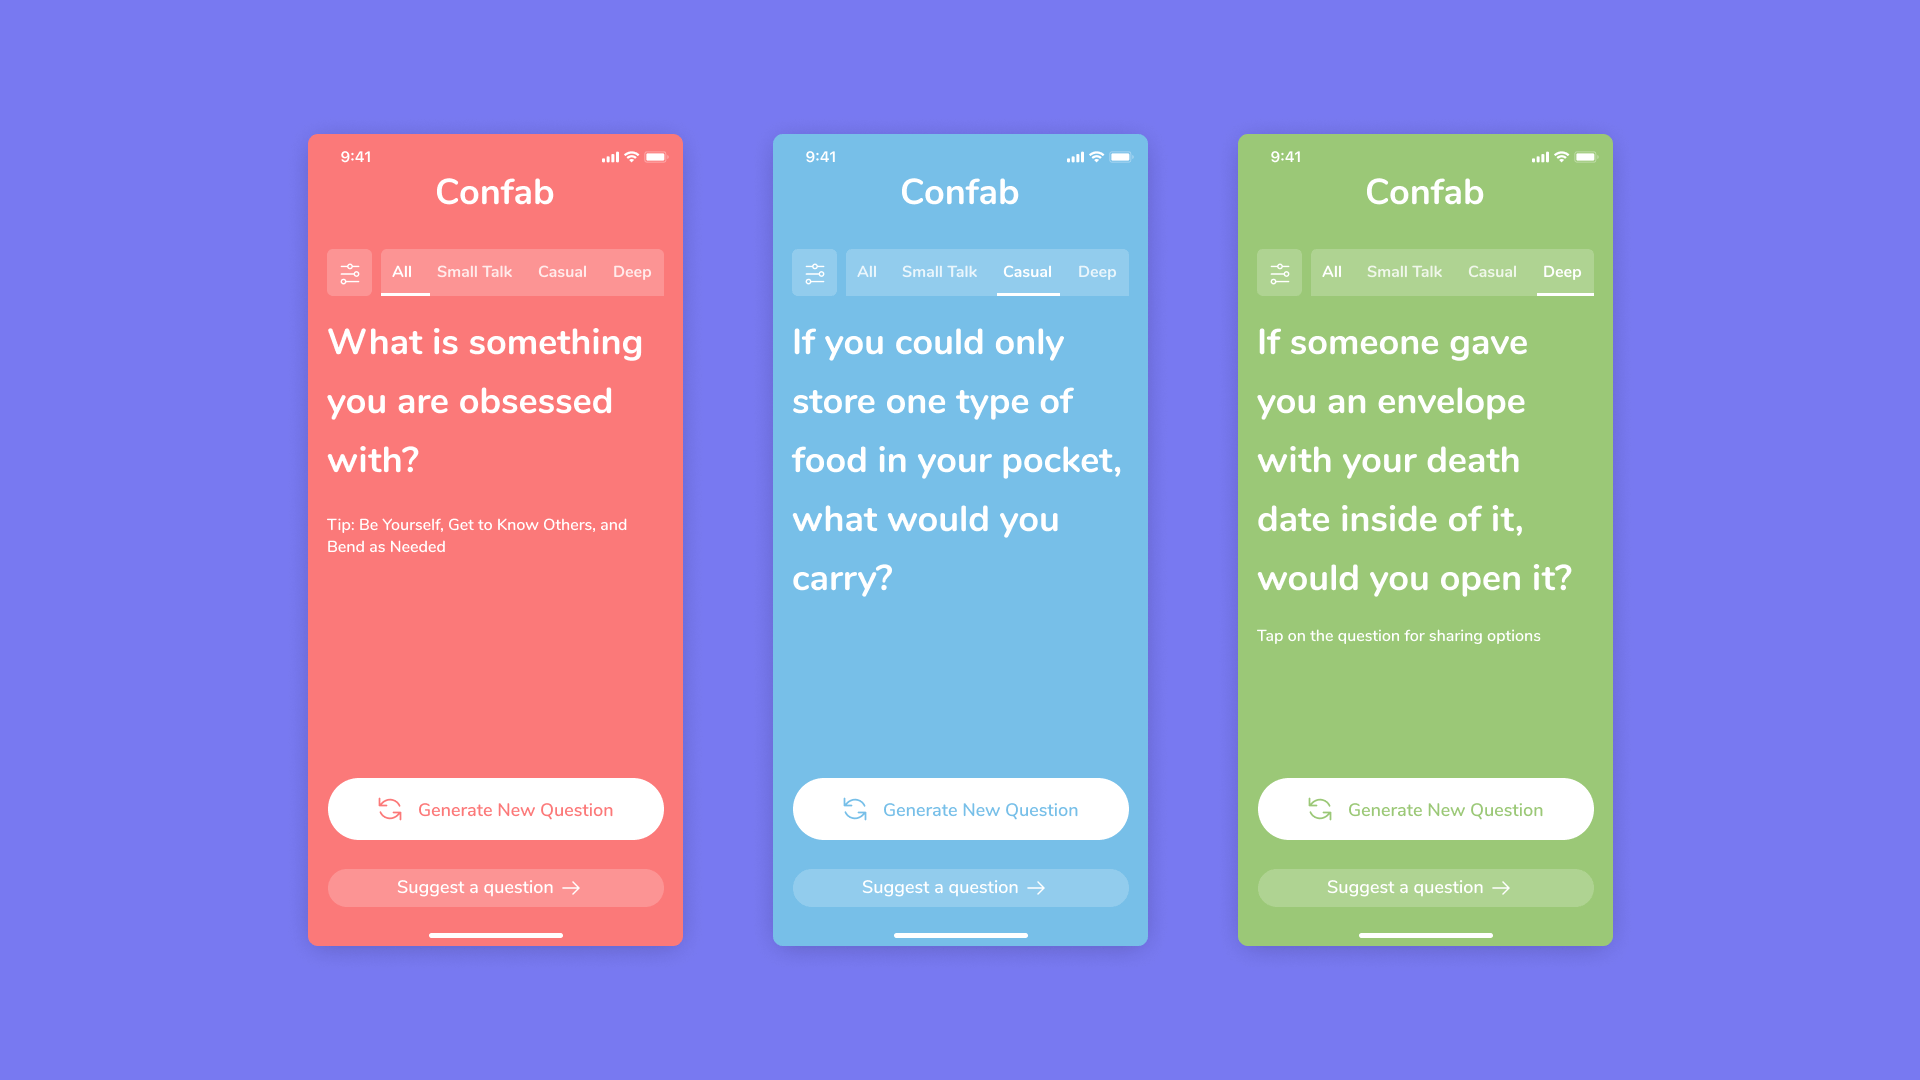 9:41
Confab
All Small Talk Casual Deep
What is something
you are obsessed
with?
Tip: Be Yourself, Get to Know Others, and
Bend as Needed
Generate New Question
Suggest a question
9:41
Confab
All Small Talk Casual Deep
If you could only
store one type of
food in your pocket,
what would you
carry?
Generate New Question
Suggest a question
9:41
Confab
All Small Talk Casual Deep
If someone gave
you an envelope
with your death
date inside of it,
would you open it?
Tap on the question for sharing options
Generate New Question
Suggest a question